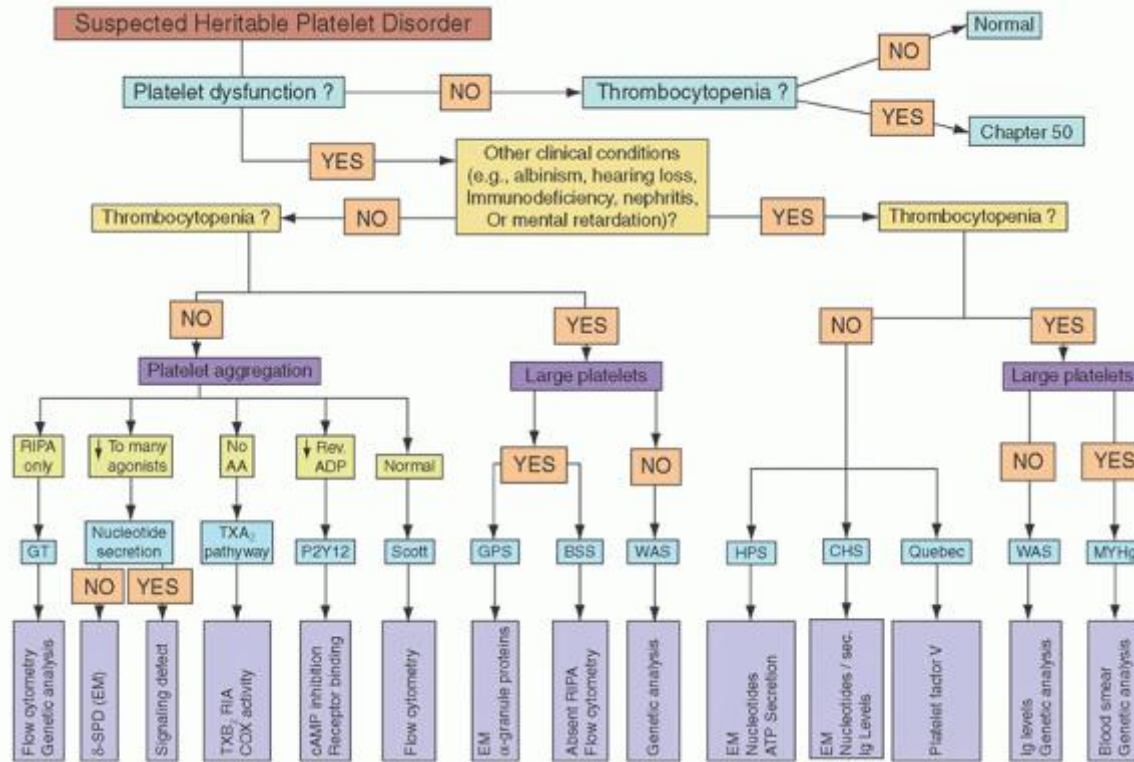 Suspected Heritable Platelet Disorder
Normal
NO
Platelet dysfunction ?
NO
Thrombocytopenia ?
YES
Chapter 50
YES
Other clinical conditions
(e.g., albinism, hearing loss,
Immunodeficiency, nephritis,
Or mental retardation)?
Thrombocytopenia ?
NO
YES
Thrombocytopenia ?
NO
YES
NO
YES
Platelet aggregation
Large platelets
Large platelets
RIPA
only
↓ To many
agonists
No
AA
↓ Rev.
ADP
Normal
YES
NO
NO
YES
GT
Nucleotide
secretion
TXA2
pathyway
P2Y12
Scott
GPS
BSS
WAS
HPS
CHS
Quebec
WAS
MYHg
NO
YES
Flow cytometry
Genetic analysis
δ-SPD (EM)
Signaling defect
TXB2 RIA
COX activity
cAMP inhibition
Receptor binding
Flow cytometry
EM
α-granule proteins
Absent RIPA
Flow cytometry
Genetic analysis
EM
Nucleotides
ATP Secretion
EM
Nucleotides / sec.
Ig Levels
Platelet factor V
Ig levels
Genetic analysis
Blood smear
Genetic analysis